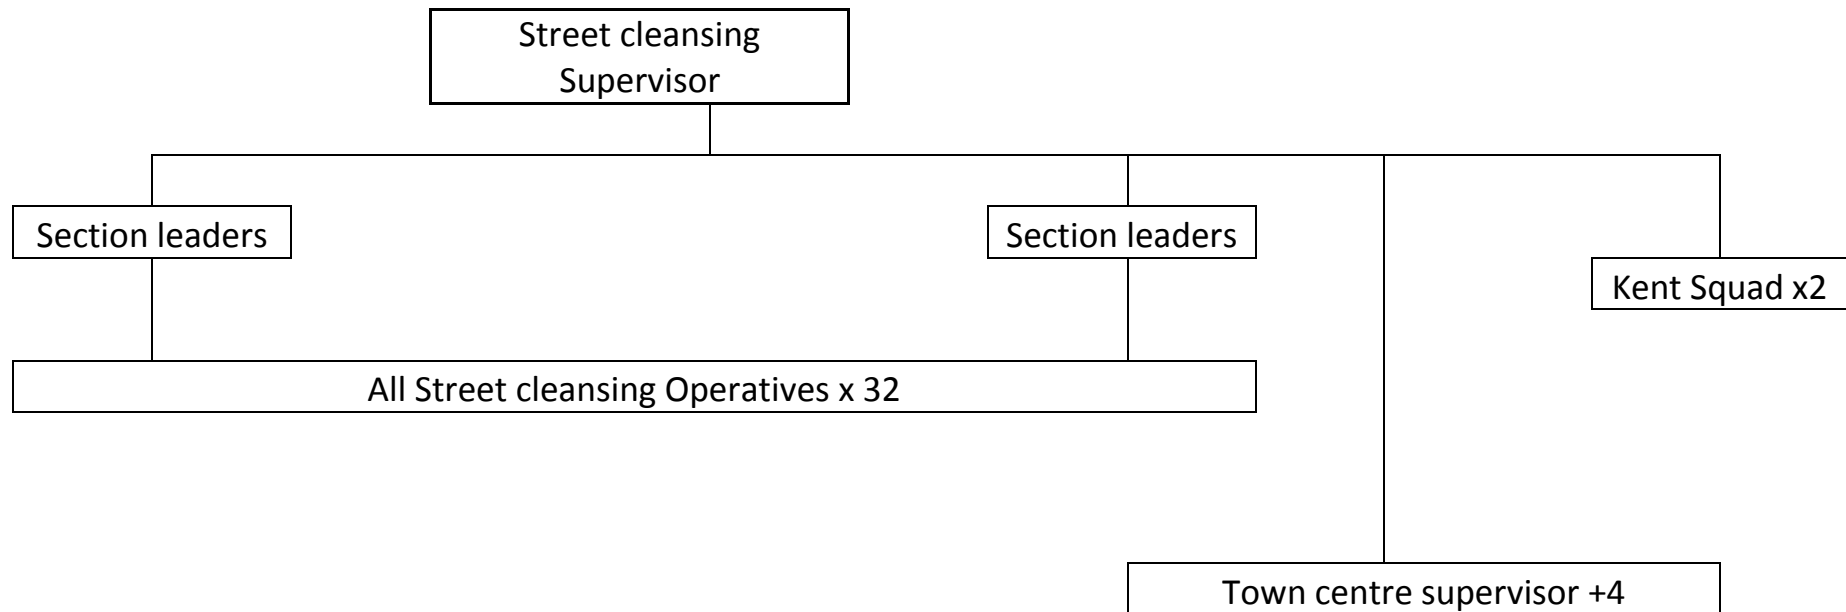 Street cleansing
Supervisor
Section leaders
Section leaders
Kent Squad x2
All Street cleansing Operatives x 32
Town centre supervisor +4